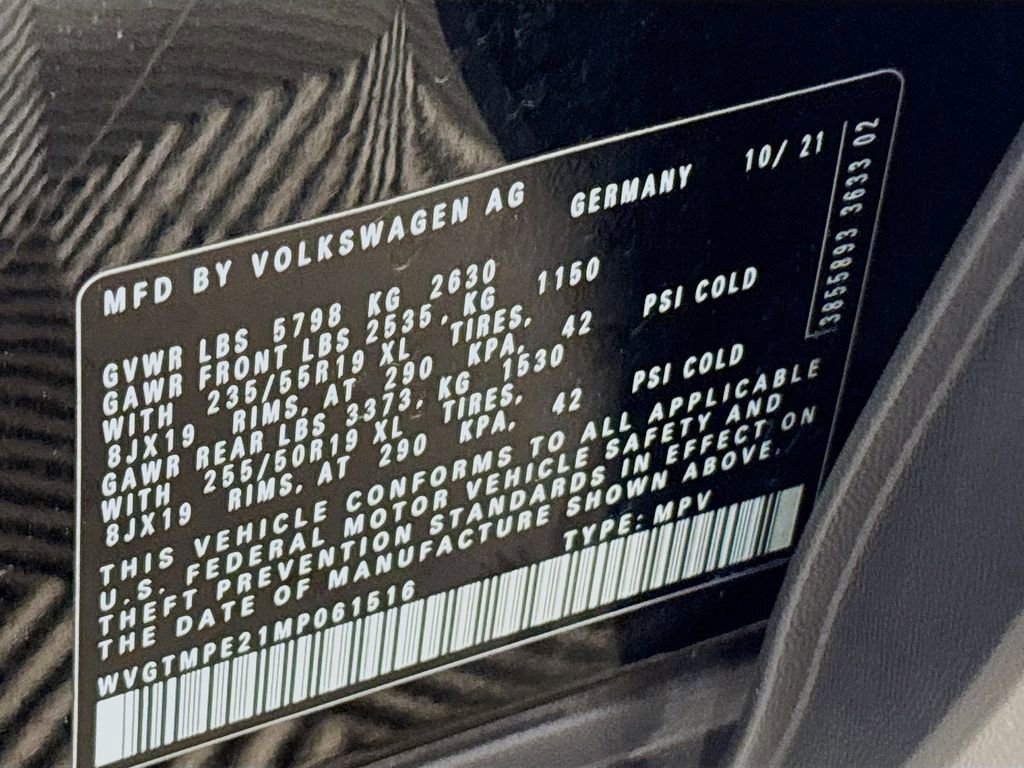 MFD BY VOLKSWAGEN AG GERMANY 10/ 21
GVWR LBS 5798 KG 2630
GAWR FRONT LBS 2535, KG 1150
WITH 235/55R19 XL TIRES,
8JX19 RIMS, AT 290 KPA, 42 PSI COLD
GAWR REAR LBS 3373, KG 1530
WITH 255/50R19 XL TIRES,
8JX19 RIMS, AT 290 KPA, 42 PSI COLD
THIS VEHICLE CONFORMS TO ALL APPLICABLE
U.S. FEDERAL MOTOR VEHICLE SAFETY AND
THEFT PREVENTION STANDARDS IN EFFECT ON
THE DATE OF MANUFACTURE SHOWN ABOVE.
WVGTMPE21MP061516 TYPE: MPV
3855893 3633 02